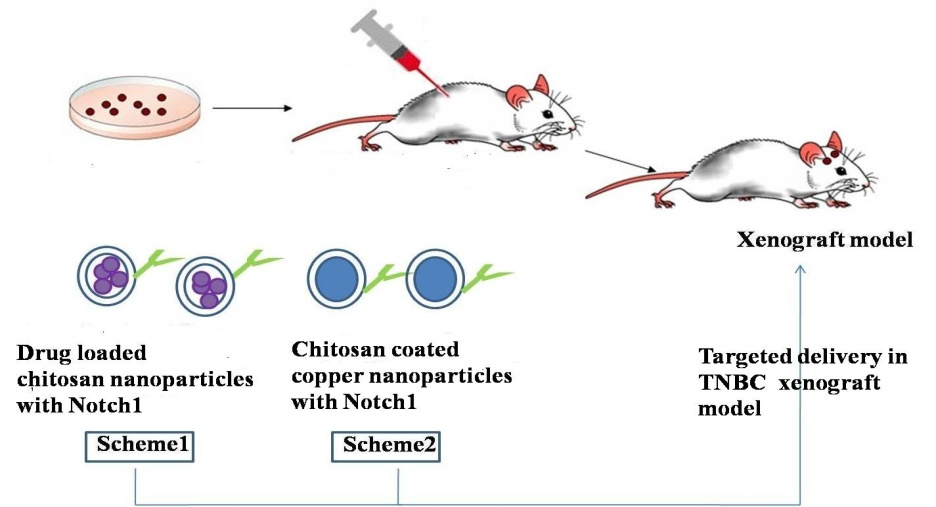 Xenograft model
Drug loaded
chitosan nanoparticles
with Notch1
Chitosan coated
copper nanoparticles
with Notch1
Targeted delivery in
TNBC xenograft
model
Scheme1
Scheme2